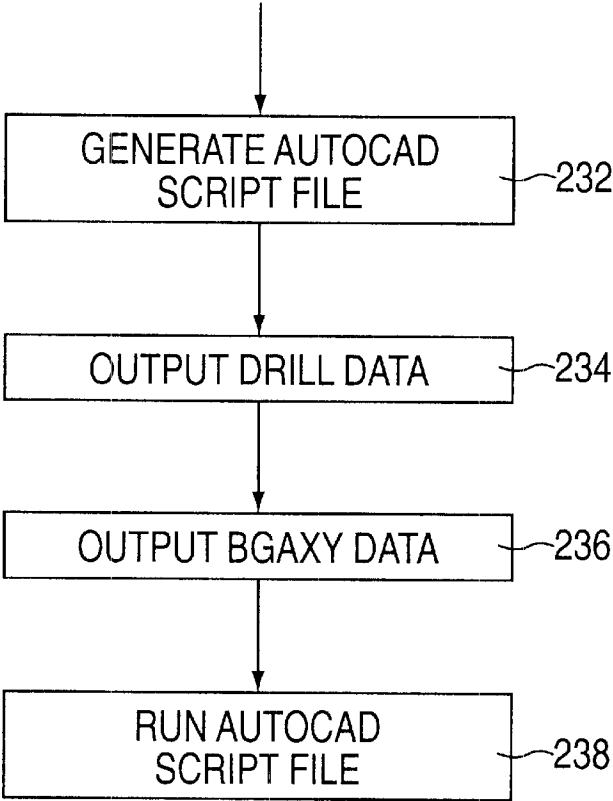 GENERATE AUTOCAD
SCRIPT FILE
232
OUTPUT DRILL DATA
234
OUTPUT BGAXY DATA
236
RUN AUTOCAD
SCRIPT FILE
238